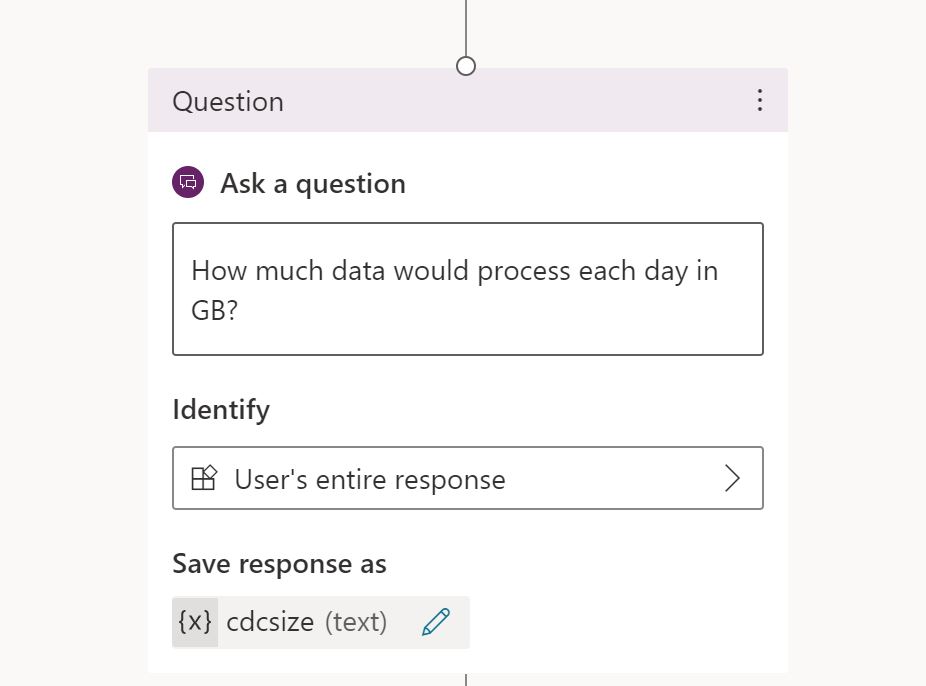 Question
Ask a question
How much data would process each day in
GB?
Identify
User's entire response
Save response as
{x} cdcsize (text)